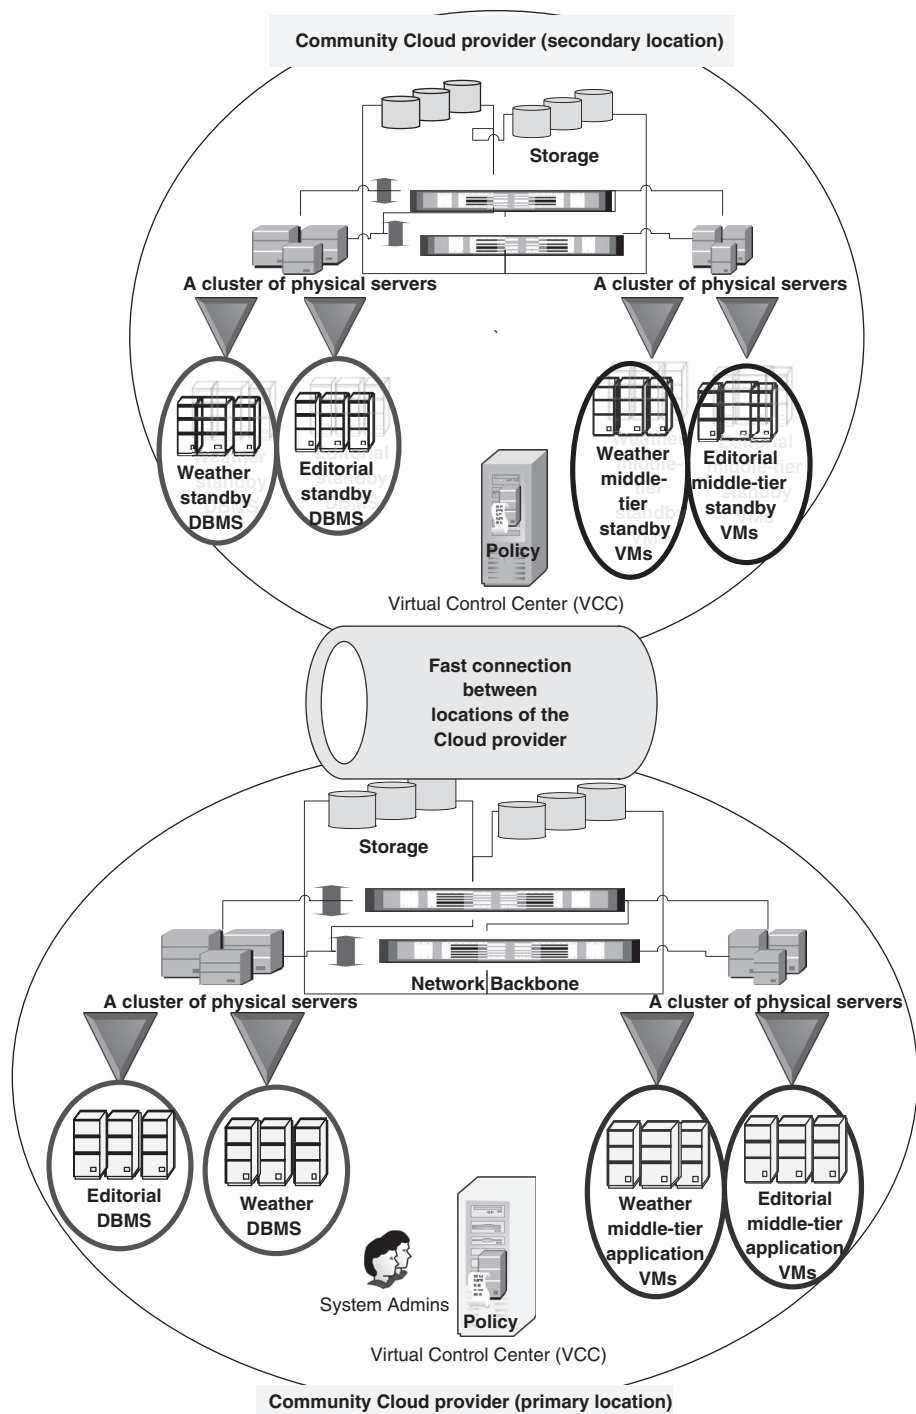 Community Cloud provider (secondary location)
Storage
A cluster of physical servers
A cluster of physical servers
Weather
standby
DBMS
Editorial
standby
DBMS
Weather
middle-
tier
standby
VMs
Editorial
middle-tier
standby
VMs
Policy
Virtual Control Center (VCC)
Fast connection
between
locations of the
Cloud provider
Storage
Network Backbone
A cluster of physical servers
A cluster of physical servers
Editorial
DBMS
Weather
DBMS
Weather
middle-tier
application
VMs
Editorial
middle-tier
application
VMs
System Admins
Policy
Virtual Control Center (VCC)
Community Cloud provider (primary location)